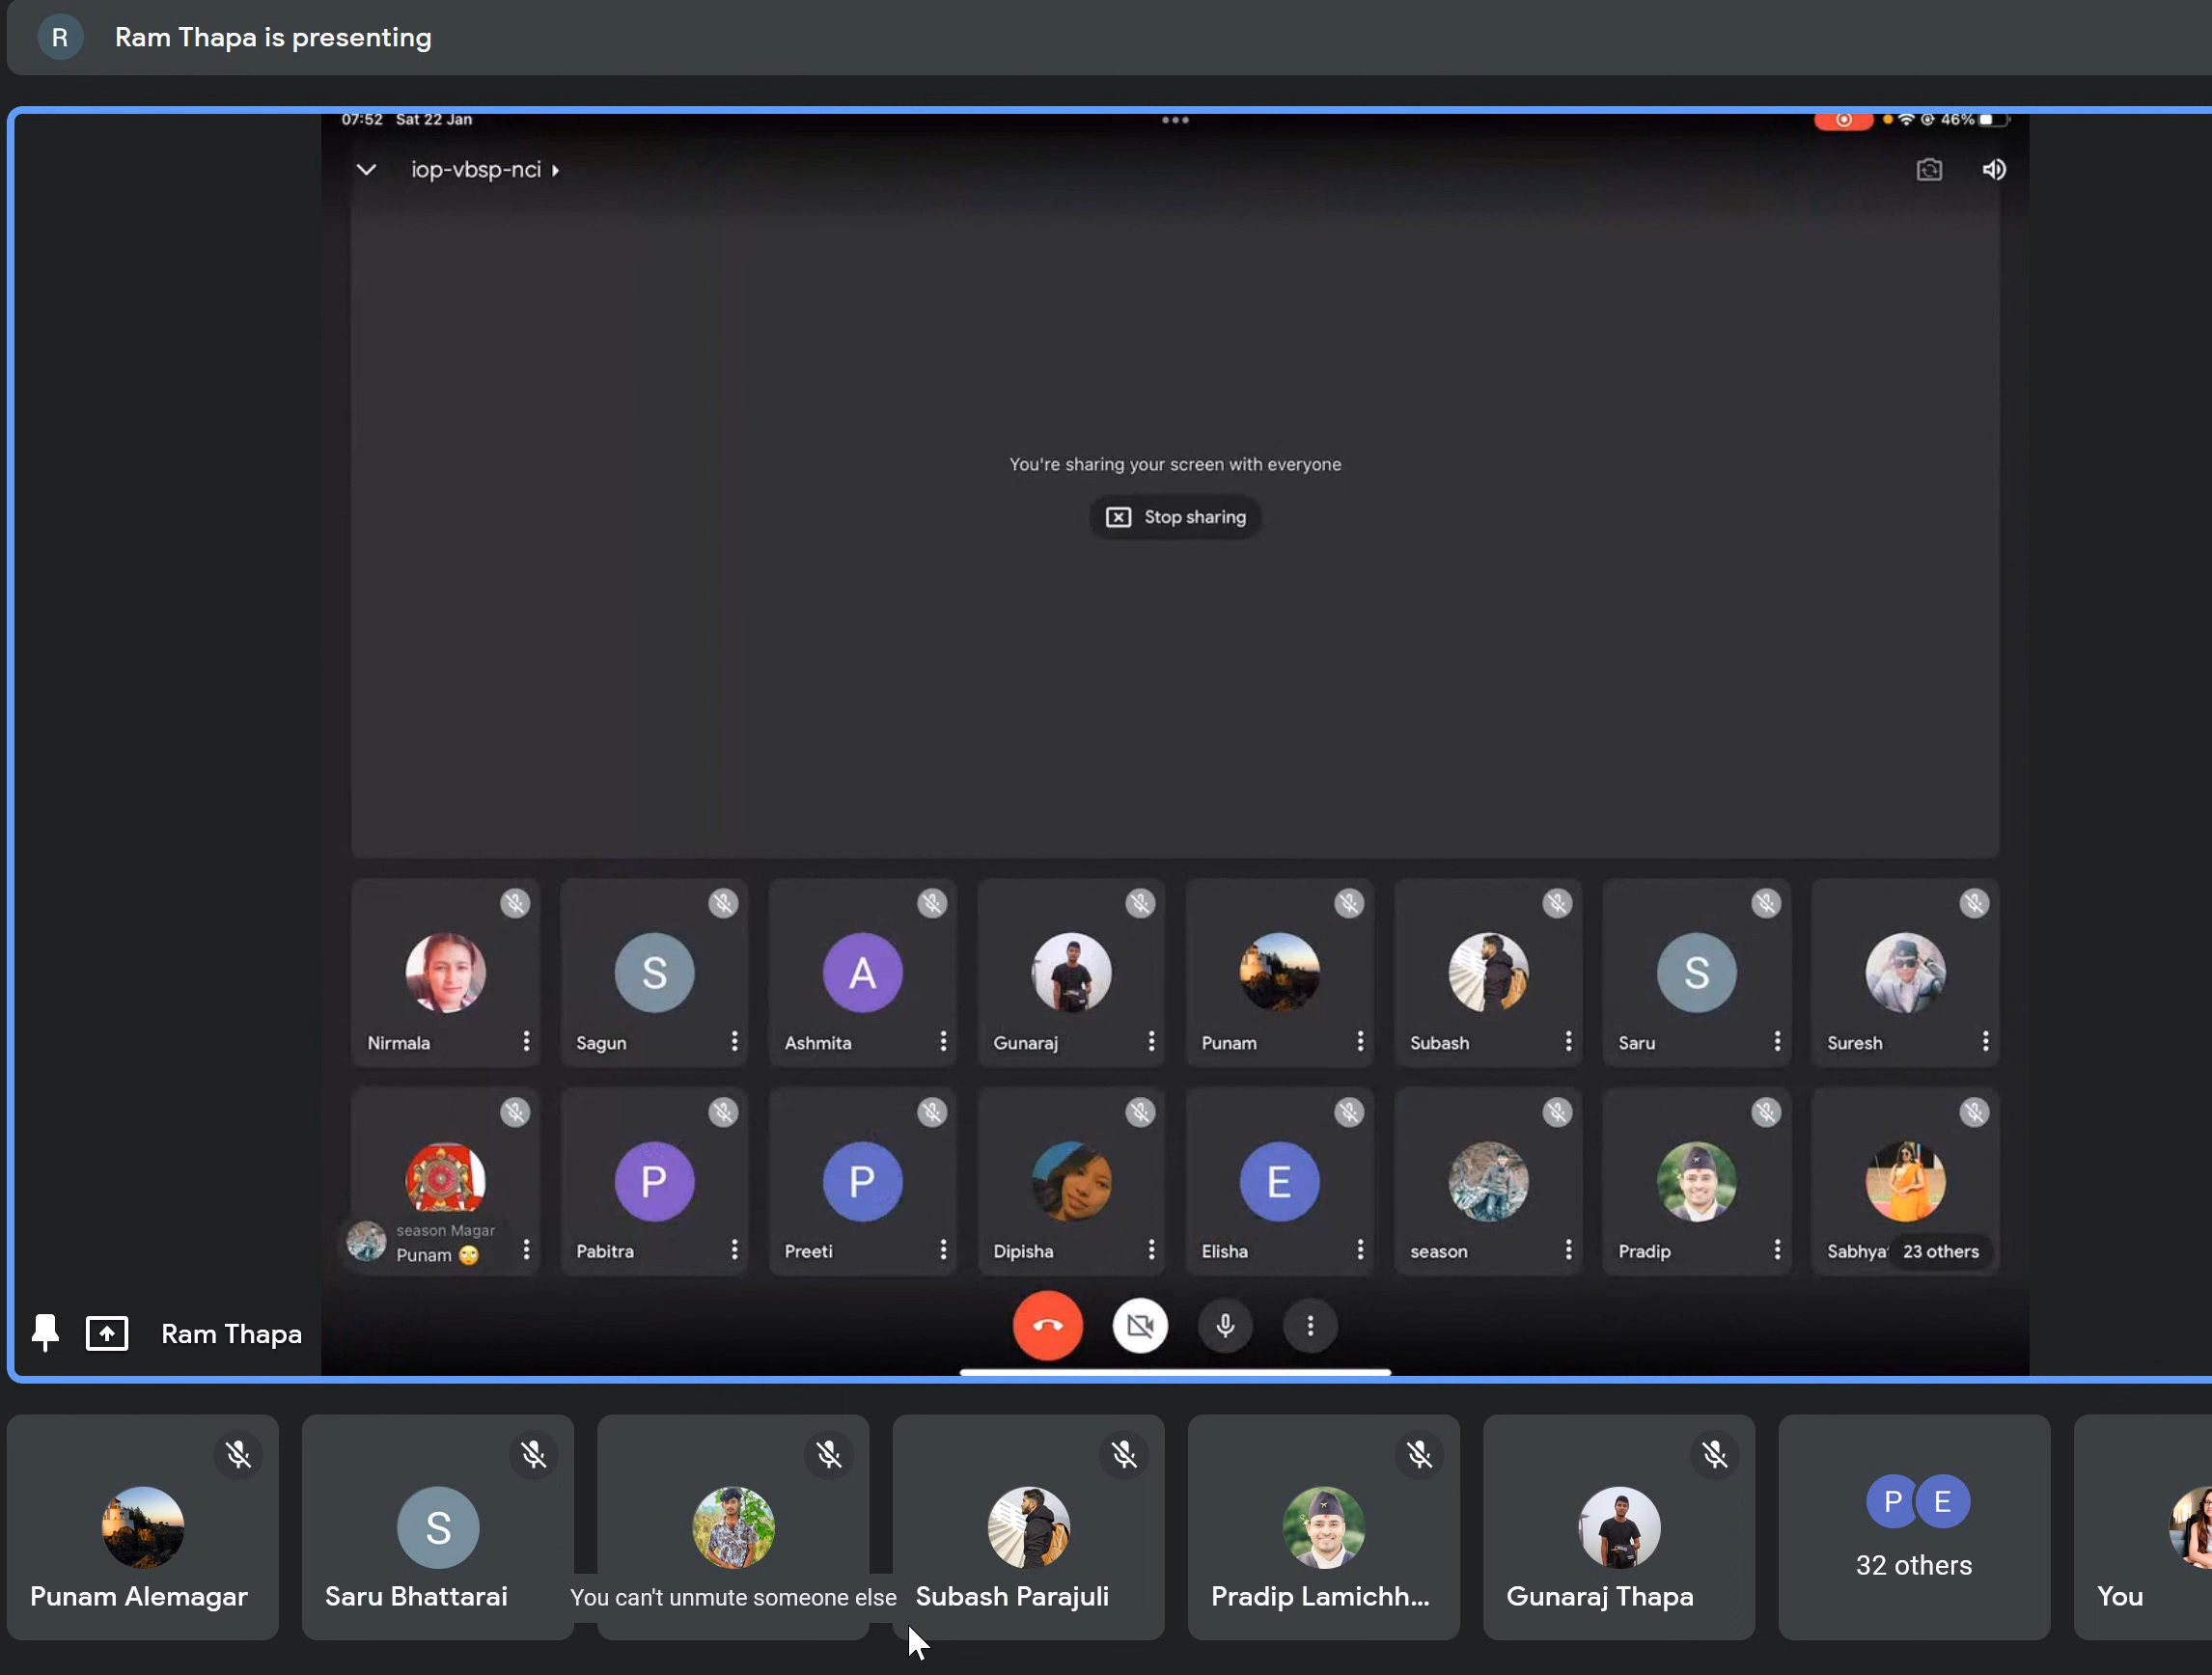 R Ram Thapa is presenting
07:52 Sat 22 Jan
46%
iop-vbsp-nci
You're sharing your screen with everyone
Stop sharing
S A S
Nirmala Sagun Ashmita Gunaraj Punam Subash Saru Suresh
P P E
season Magar
Punam 🙄 Pabitra Preeti Dipisha Elisha season Pradip Sabhya 23 others
Ram Thapa
S P E
32 others
Punam Alemagar Saru Bhattarai You can't unmute someone else Subash Parajuli Pradip Lamichh... Gunaraj Thapa You